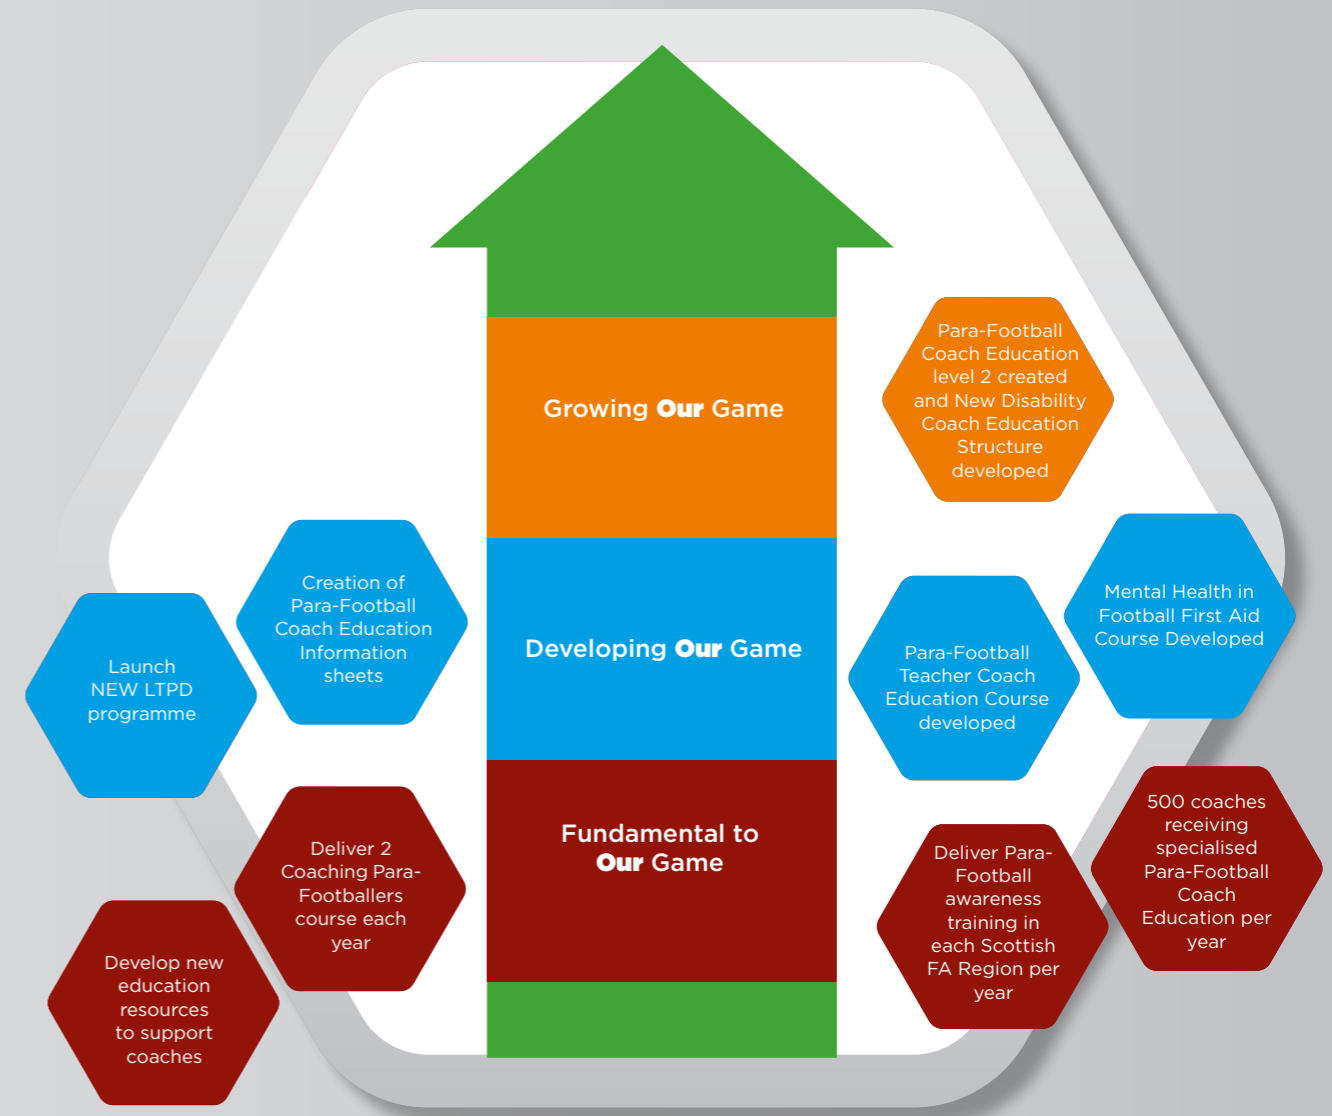 Para-Football
Coach Education
level 2 created
and New Disability
Coach Education
Structure
developed
Growing Our Game
Creation of
Para-Football
Coach Education
Information
sheets
Launch
NEW LTPD
programme
Developing Our Game
Para-Football
Teacher Coach
Education Course
developed
Mental Health in
Football First Aid
Course Developed
Fundamental to
Our Game
Deliver 2
Coaching Para-
Footballers
course each
year
Develop new
education
resources
to support
coaches
Deliver Para-
Football
awareness
training in
each Scottish
FA Region per
year
500 coaches
receiving
specialised
Para-Football
Coach
Education per
year